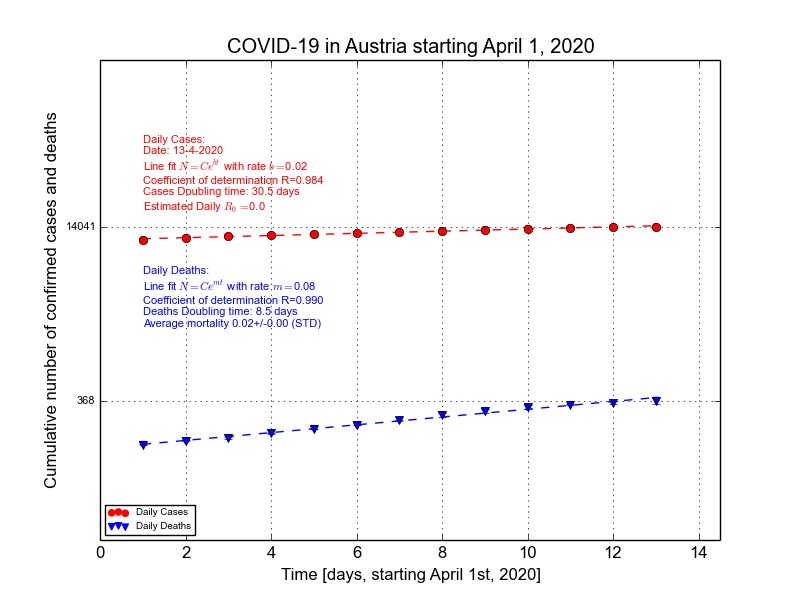 COVID-19 in Austria starting April 1, 2020
Cumulative number of confirmed cases and deaths
Daily Cases:
Date: 13-4-2020
Line fit N=Ce^{bt} with rate b=0.02
Coefficient of determination R=0.984
Cases Doubling time: 30.5 days
Estimated Daily R_0=0.0
14041
Daily Deaths:
Line fit N=Ce^{mt} with rate m=0.08
Coefficient of determination R=0.990
Deaths Doubling time: 8.5 days
Average mortality 0.02+/-0.00 (STD)
368
Daily Cases
Daily Deaths
0 2 4 6 8 10 12 14
Time [days, starting April 1st, 2020]